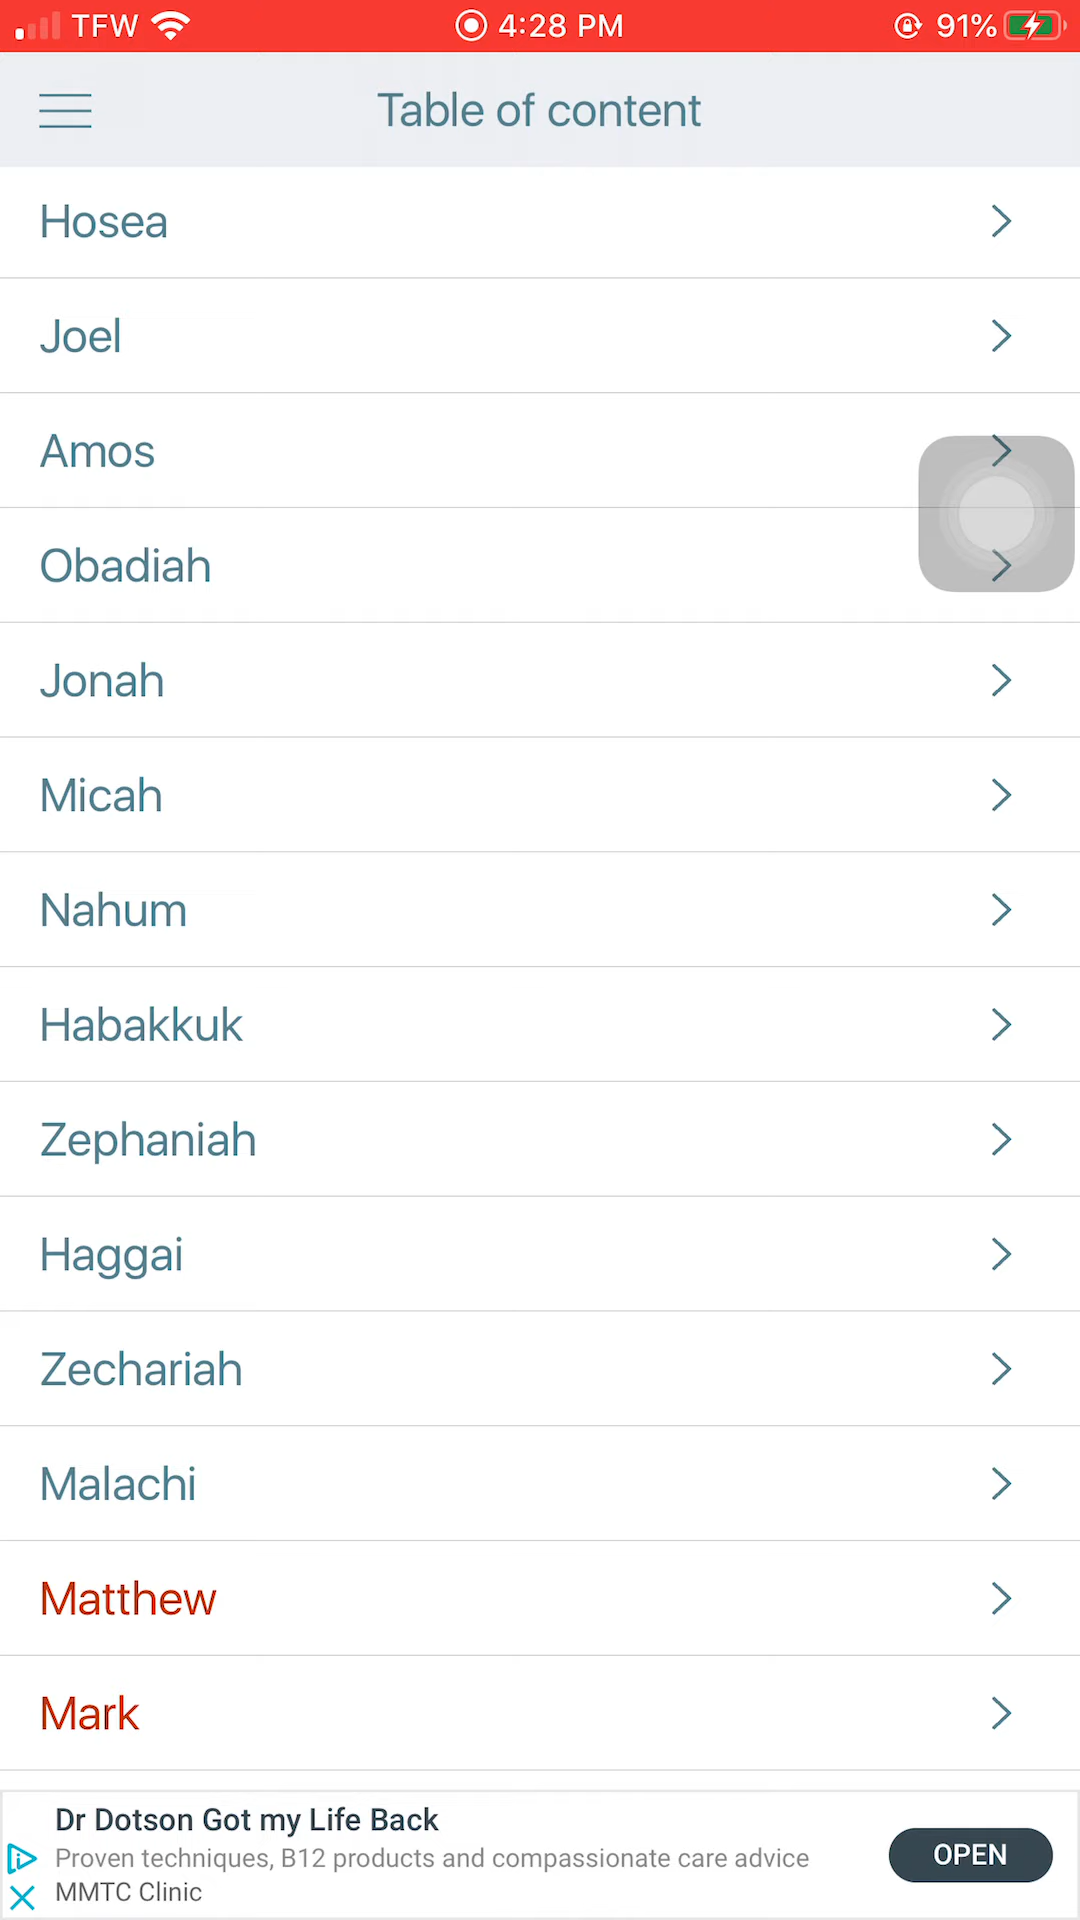 TFW 4:28 PM 91%
Table of content
Hosea
Joel
Amos
Obadiah
Jonah
Micah
Nahum
Habakkuk
Zephaniah
Haggai
Zechariah
Malachi
Matthew
Mark
Dr Dotson Got my Life Back
Proven techniques, B12 products and compassionate care advice
MMTC Clinic
OPEN